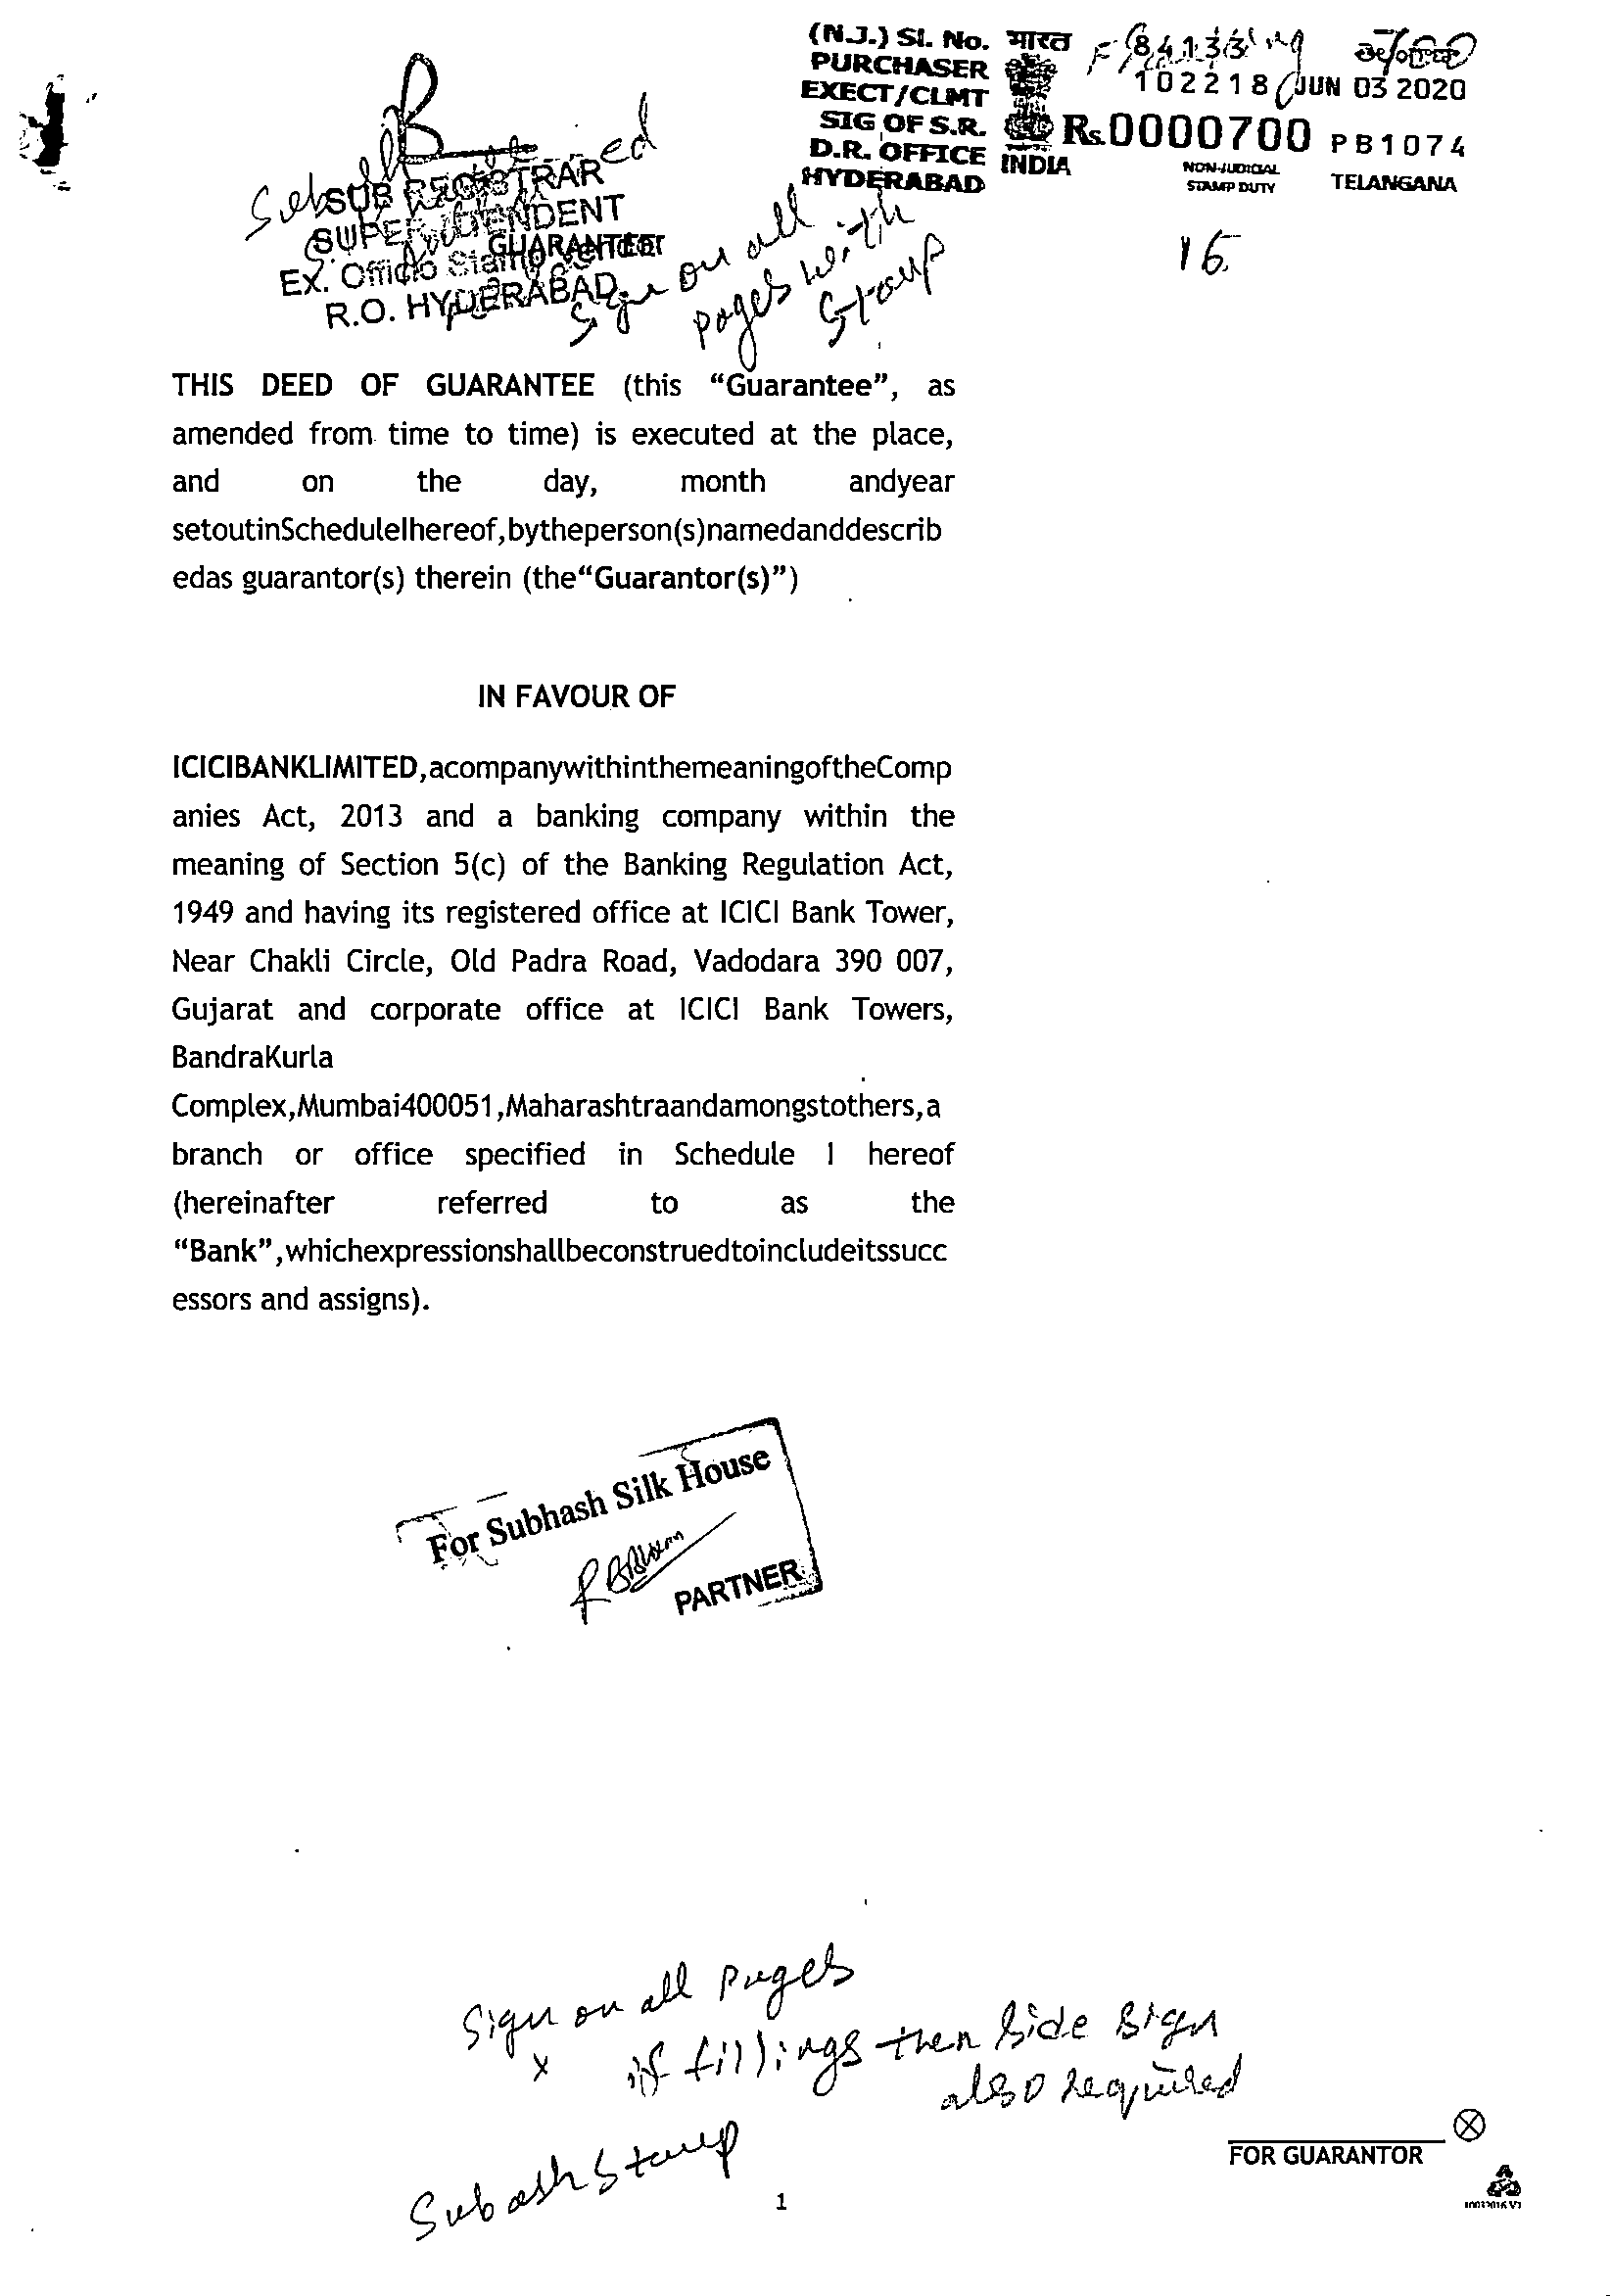 (N.J.) Sl. No.
PURCHASER
EXECT/CLMT
SIG OF S.R.
D.R. OFFICE
HYDERABAD
भारत
INDIA
84133
102218 JUN 03 2020
Rs.0000700 PB1074
NON-JUDICIAL
STAMP DUTY
TELANGANA
16
SUB REGISTRAR
SUPERINTENDENT
GUARANTEE
Ex. Officio Stamp Vendor
R.O. HYDERABAD
Sign on all
pages with
Stamp
THIS DEED OF GUARANTEE (this “Guarantee”, as
amended from time to time) is executed at the place,
and on the day, month andyear
setoutinScheduleIhereof,bytheperson(s)namedanddescrib
edas guarantor(s) therein (the“Guarantor(s)”)
IN FAVOUR OF
ICICIBANKLIMITED,acompanywithinthemeaningoftheComp
anies Act, 2013 and a banking company within the
meaning of Section 5(c) of the Banking Regulation Act,
1949 and having its registered office at ICICI Bank Tower,
Near Chakli Circle, Old Padra Road, Vadodara 390 007,
Gujarat and corporate office at ICICI Bank Towers,
BandraKurla
Complex,Mumbai400051,Maharashtraandamongstothers,a
branch or office specified in Schedule I hereof
(hereinafter referred to as the
“Bank”,whichexpressionshallbeconstruedtoincludeitssucc
essors and assigns).
For Subhash Silk House
PARTNER
Sign on all Pages
x if fillings then side sign
also required
Subash Stamp
FOR GUARANTOR
1